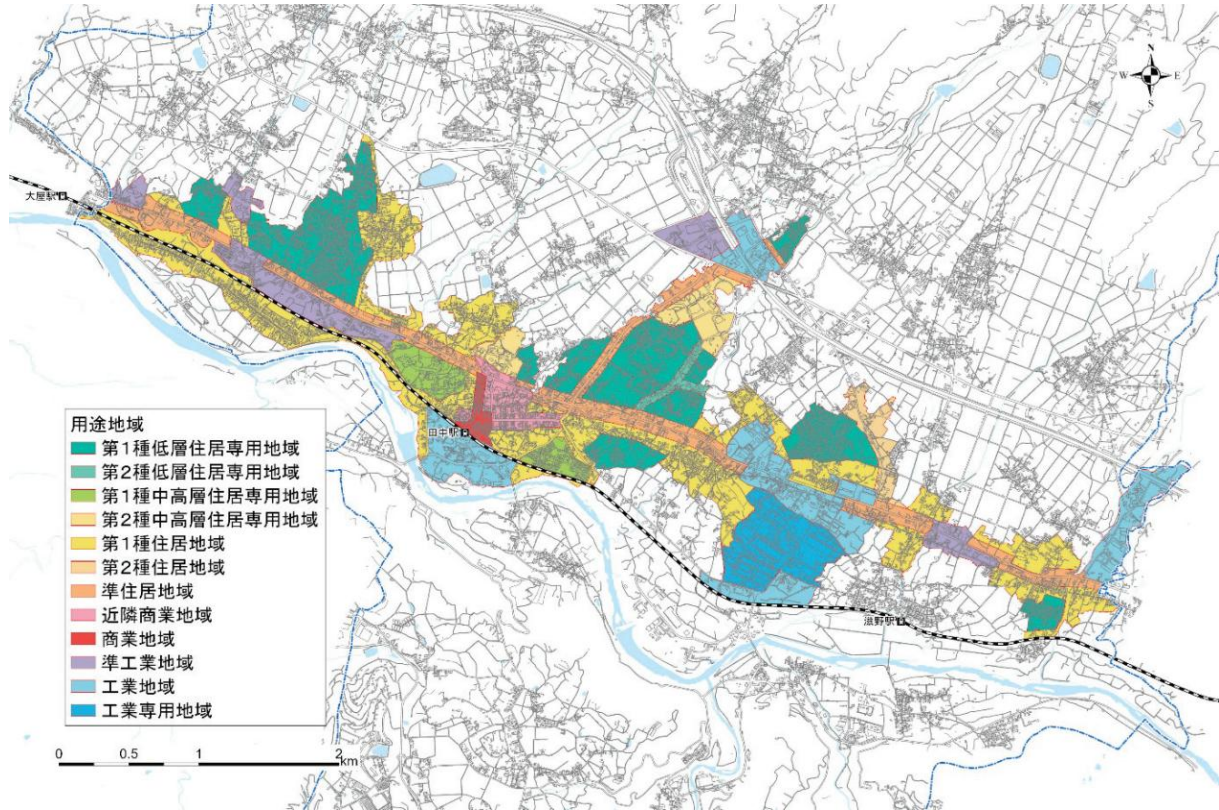 N
W E
S
大屋駅
田中駅
滋野駅
用途地域
第1種低層住居専用地域
第2種低層住居専用地域
第1種中高層住居専用地域
第2種中高層住居専用地域
第1種住居地域
第2種住居地域
準住居地域
近隣商業地域
商業地域
準工業地域
工業地域
工業専用地域
0 0.5 1 2
km